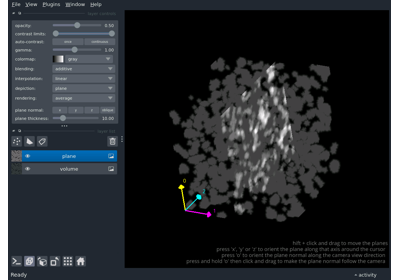 File View Plugins Window Help
opacity: 0.50
contrast limits:
auto-contrast: once continuous
gamma: 1.00
colormap: gray
blending: additive
interpolation: linear
depiction: plane
rendering: average
plane normal: x y z oblique
plane thickness: 10.00
plane
volume
0
shift + click and drag to move the planes
press 'x', 'y' or 'z' to orient the plane along that axis around the cursor
press 'o' to orient the plane normal along the camera view direction
press and hold 'o' then click and drag to make the plane normal follow the camera
Ready
activity